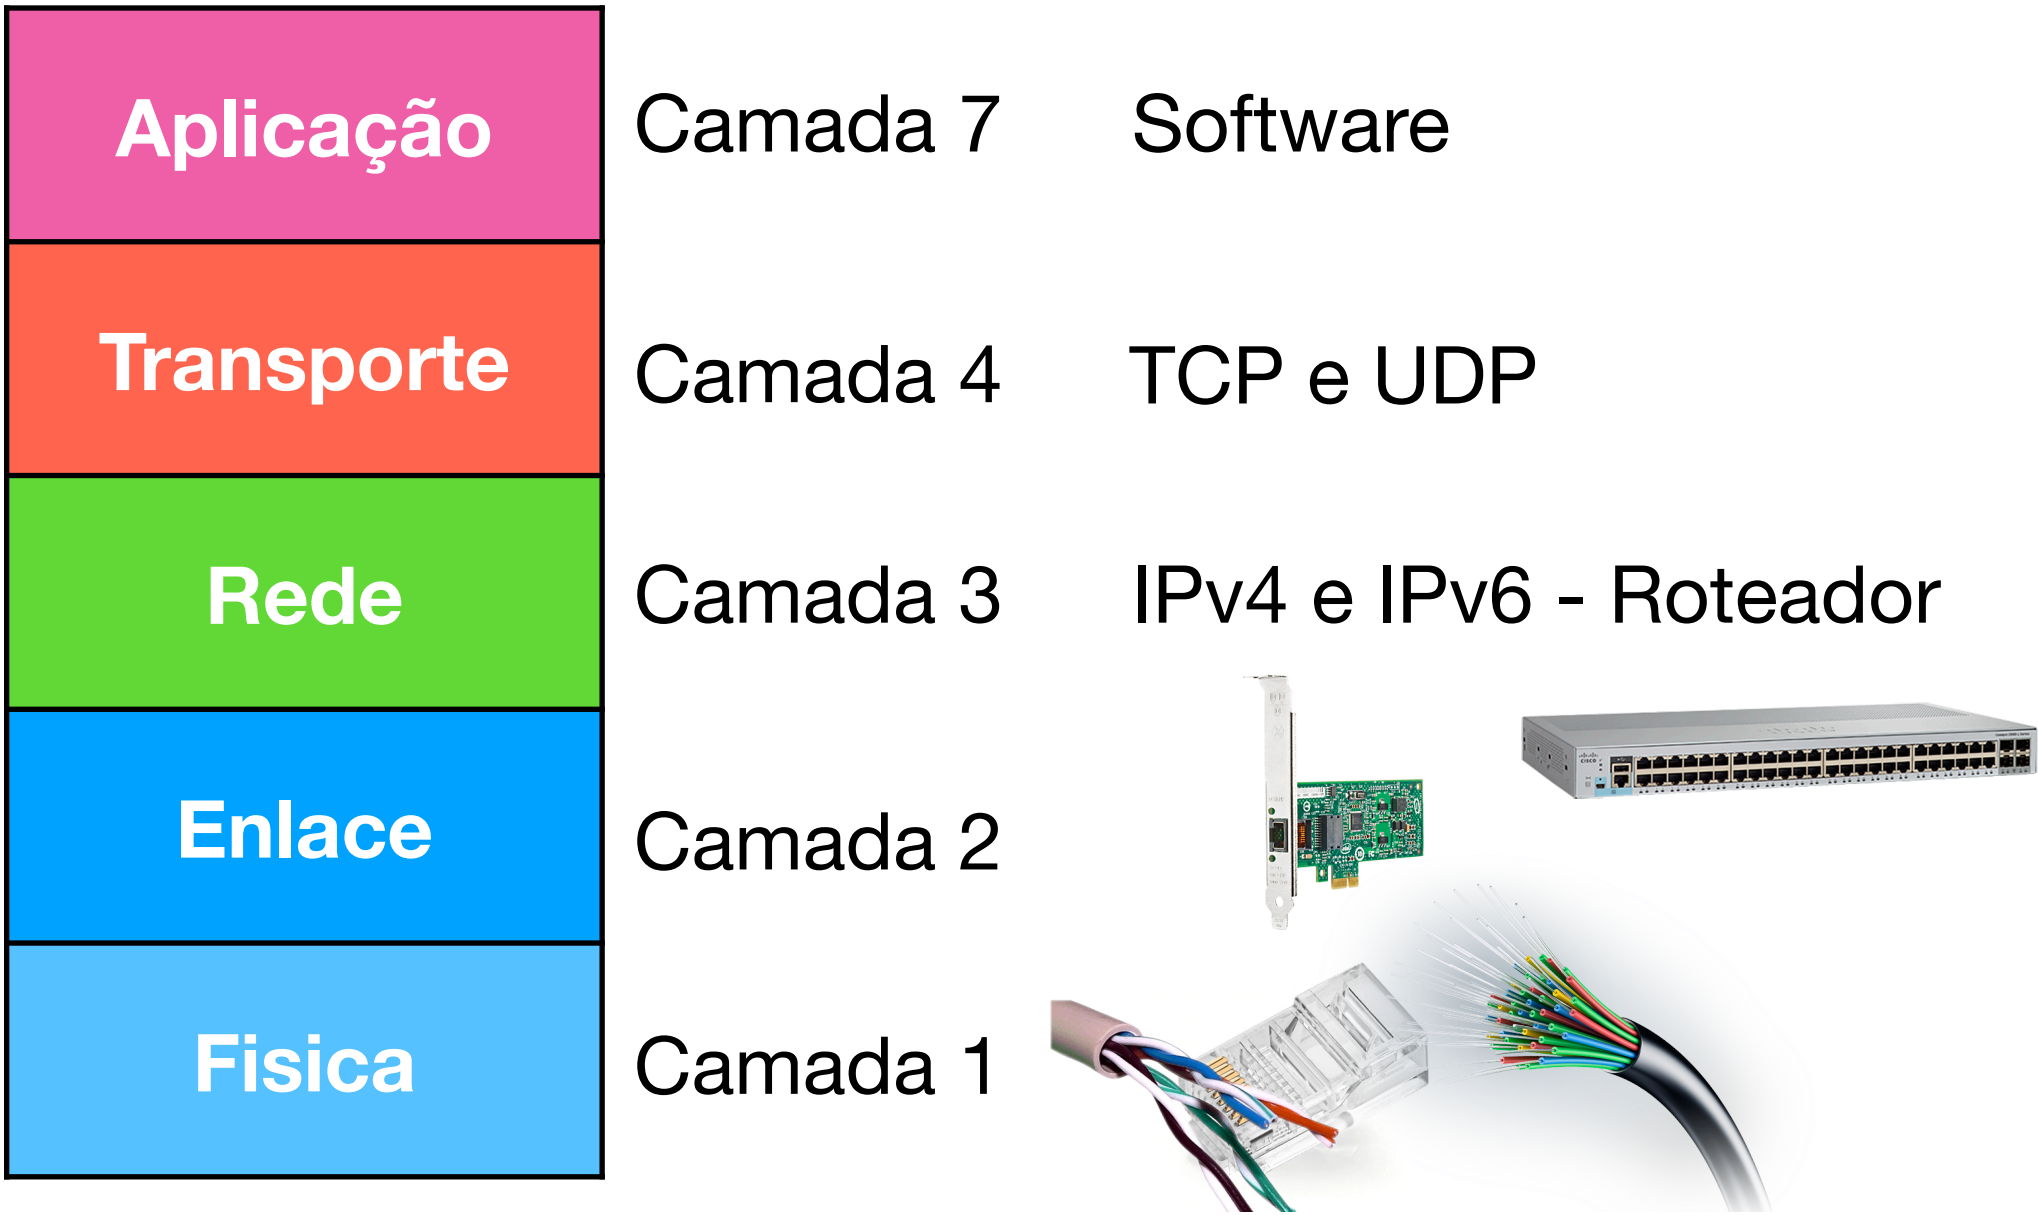 Aplicação Camada 7 Software
Transporte Camada 4 TCP e UDP
Rede Camada 3 IPv4 e IPv6 - Roteador
Enlace Camada 2
CISCO
Fisica Camada 1